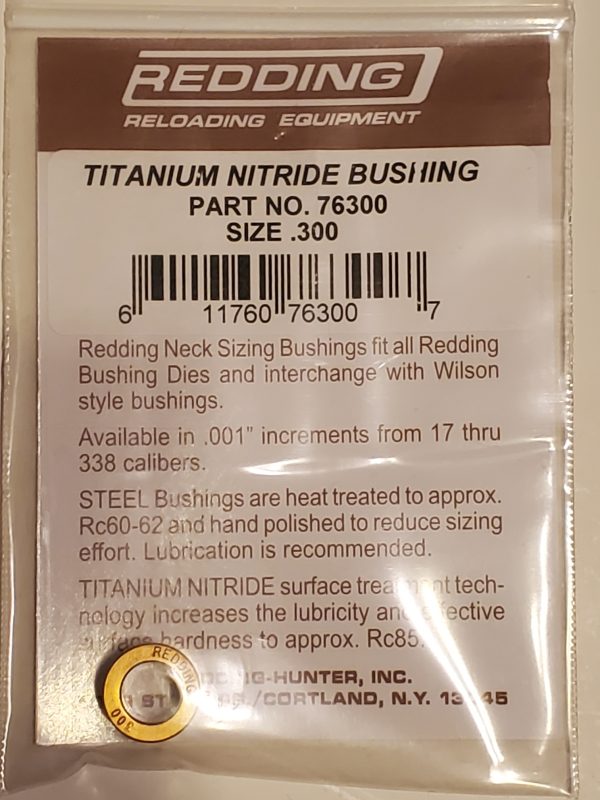 REDDING
RELOADING EQUIPMENT
TITANIUM NITRIDE BUSHING
PART NO. 76300
SIZE .300
6 11760 76300 7
Redding Neck Sizing Bushings fit all Redding
Bushing Dies and interchange with Wilson
style bushings.
Available in .001" increments from 17 thru
338 calibers.
STEEL Bushings are heat treated to approx.
Rc60-62 and hand polished to reduce sizing
effort. Lubrication is recommended.
TITANIUM NITRIDE surface treatment tech-
nology increases the lubricity and effective
surface hardness to approx. Rc85.
-HUNTER, INC.
/CORTLAND, N.Y.
REDDING
300